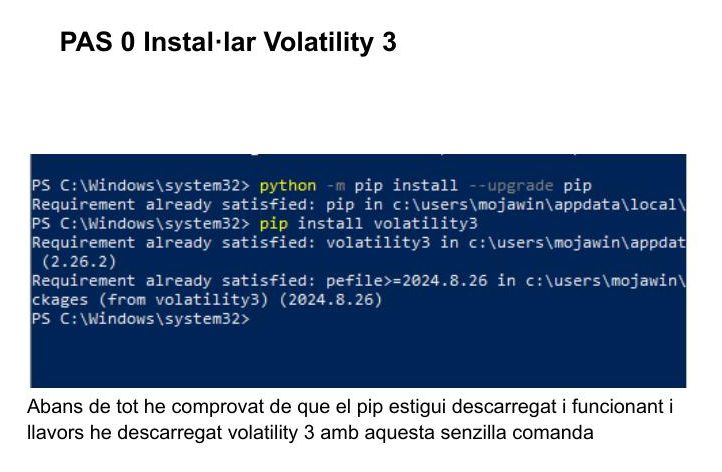 PAS 0 Instal·lar Volatility 3
PS C:\Windows\system32> python -m pip install --upgrade pip
Requirement already satisfied: pip in c:\users\mojawin\appdata\local\
PS C:\Windows\system32> pip install volatility3
Requirement already satisfied: volatility3 in c:\users\mojawin\appdat
(2.26.2)
Requirement already satisfied: pefile>=2024.8.26 in c:\users\mojawin\
ckages (from volatility3) (2024.8.26)
PS C:\Windows\system32>
Abans de tot he comprovat de que el pip estigui descarregat i funcionant i
llavors he descarregat volatility 3 amb aquesta senzilla comanda